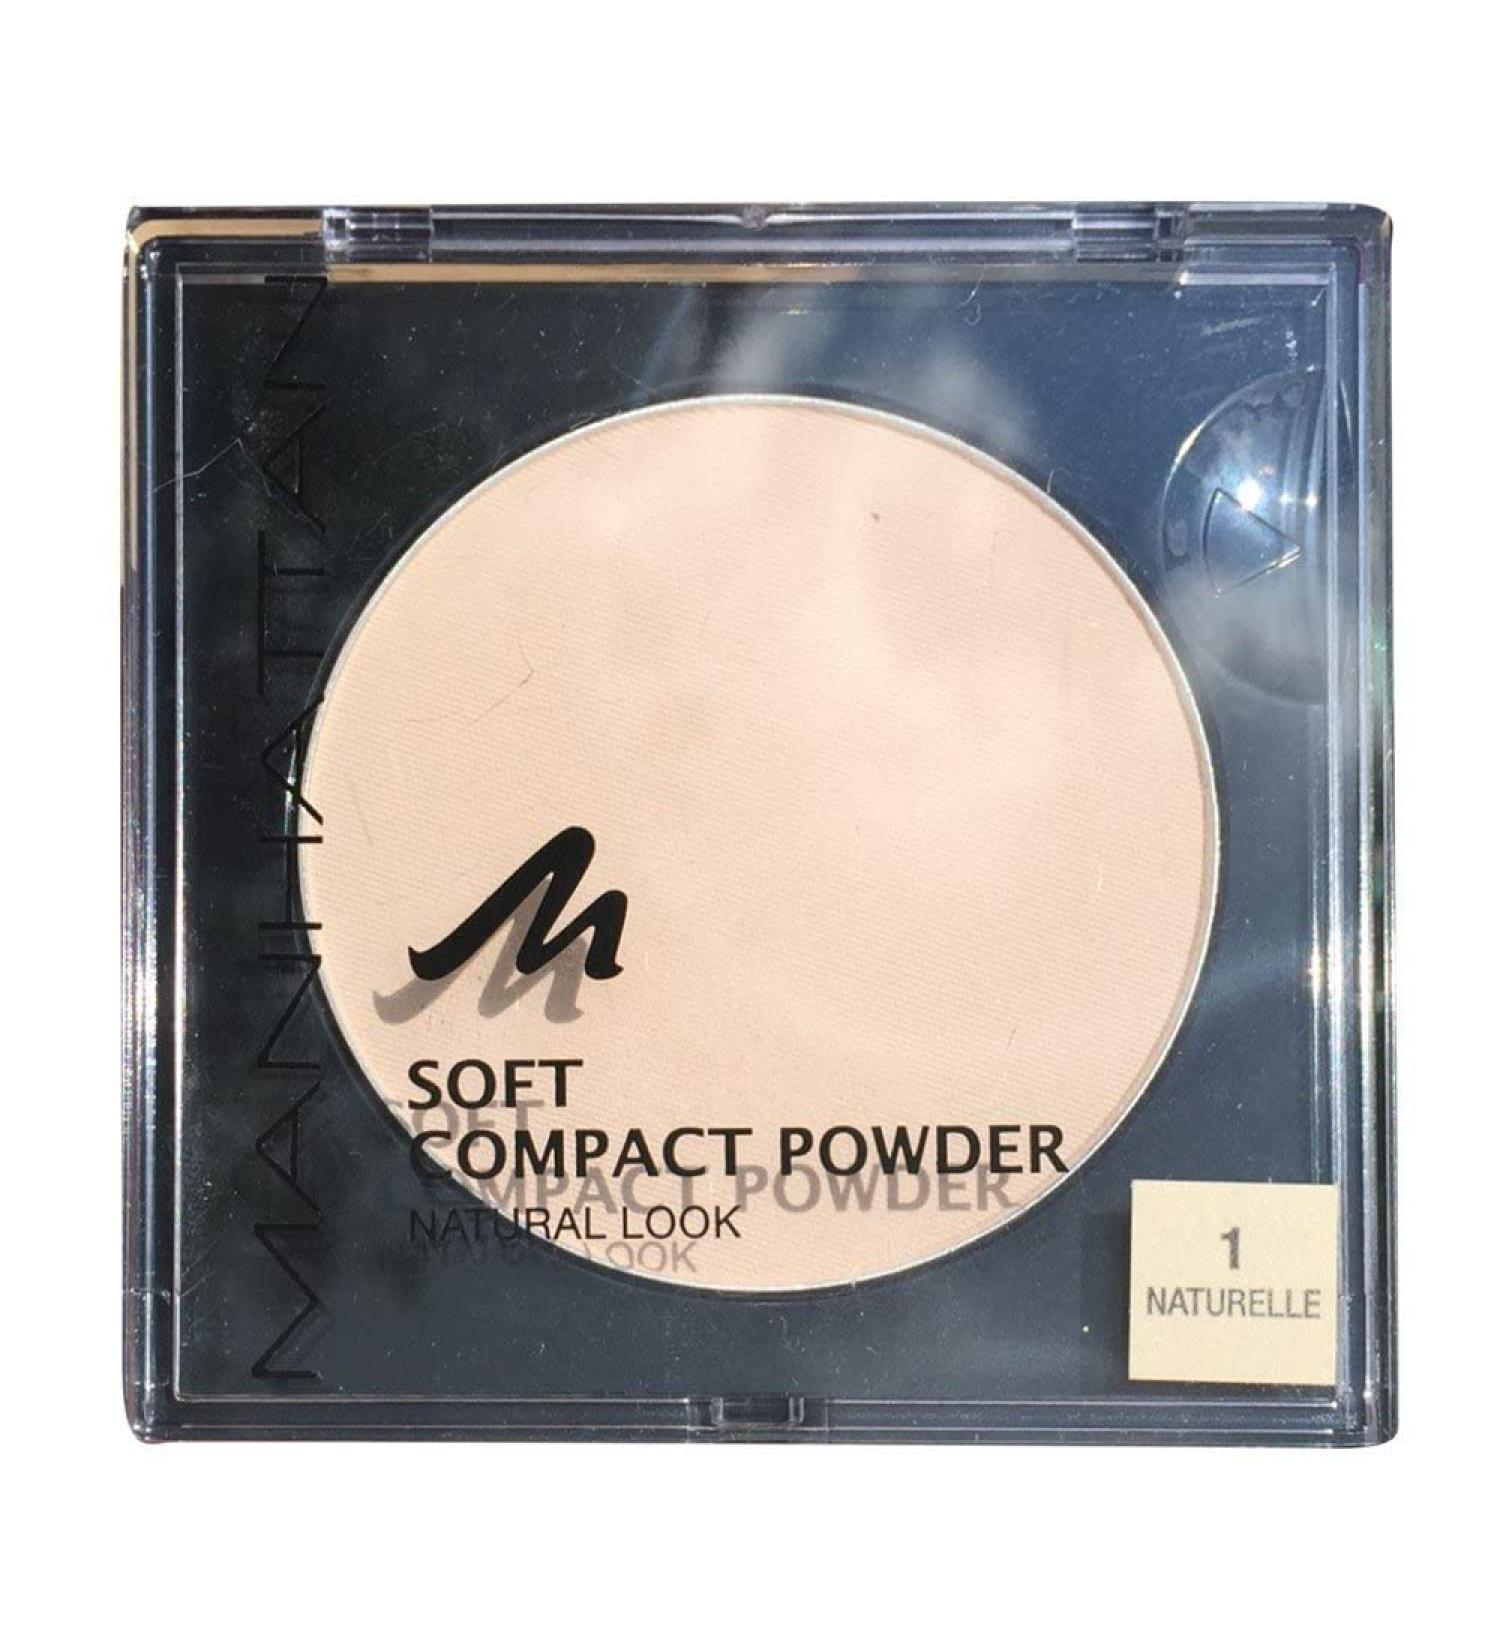 MANHATTAN
M
SOFT
COMPACT POWDER
NATURAL LOOK
1
NATURELLE